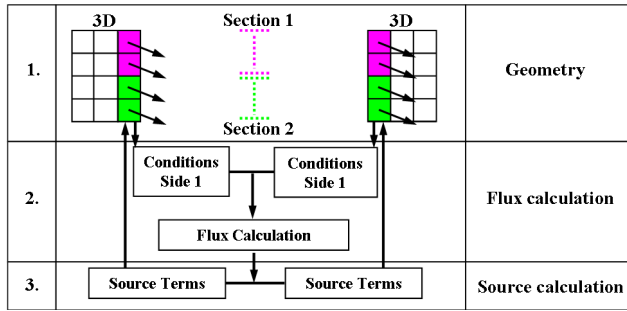 3D
Section 1
3D
1.
Section 2
Geometry
Conditions
Side 1
Conditions
Side 1
2.
Flux Calculation
Flux calculation
3.
Source Terms
Source Terms
Source calculation